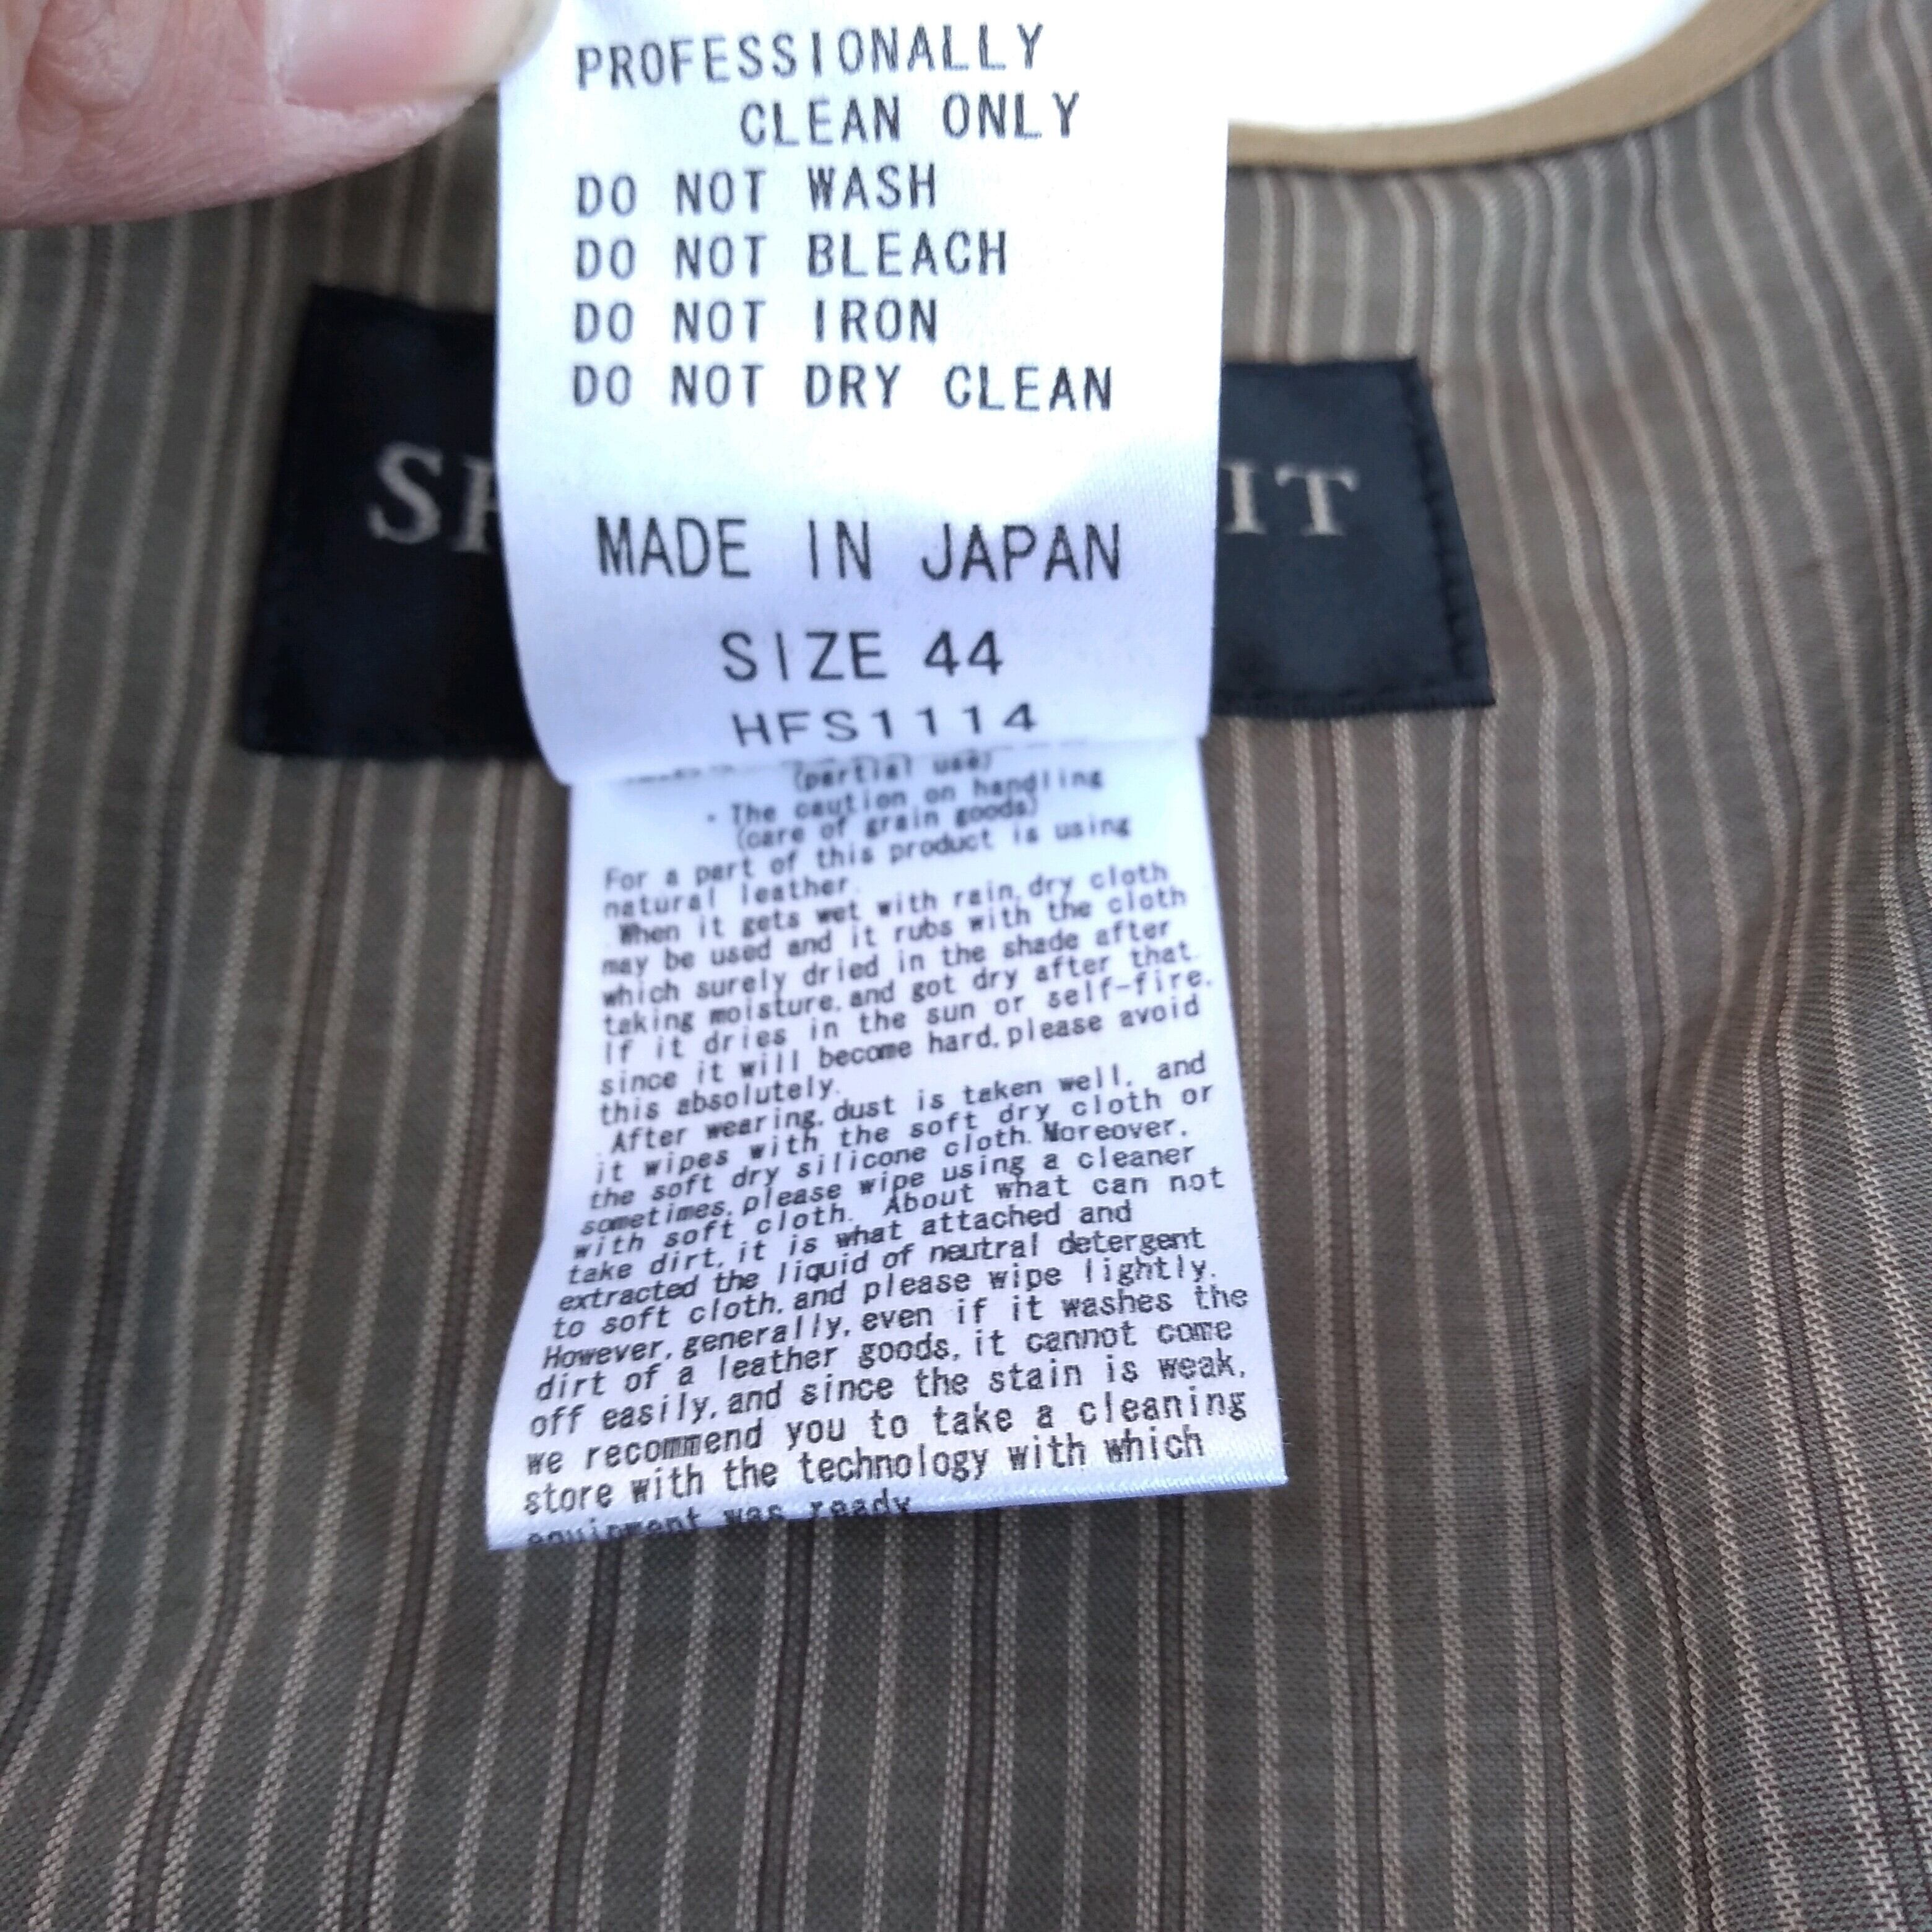 PROFESSIONALLY
CLEAN ONLY
DO NOT WASH
DO NOT BLEACH
DO NOT IRON
DO NOT DRY CLEAN
MADE IN JAPAN
SIZE 44
HFS1114
(partial use)
・The caution on handling
(care of grain goods)
For a part of this product is using
natural leather.
When it gets wet with rain, dry cloth
may be used and it rubs with the cloth
which surely dried in the shade after
taking moisture, and got dry after that.
If it dries in the sun or self-fire,
since it will become hard, please avoid
this absolutely.
After wearing, dust is taken well, and
it wipes with the soft dry cloth or
the soft dry silicone cloth. Moreover,
sometimes, please wipe using a cleaner
with soft cloth. About what can not
take dirt, it is what attached and
extracted the liquid of neutral detergent
to soft cloth, and please wipe lightly.
However, generally, even if it washes the
dirt of a leather goods, it cannot come
off easily, and since the stain is weak,
we recommend you to take a cleaning
store with the technology with which
equipment was ready
IT